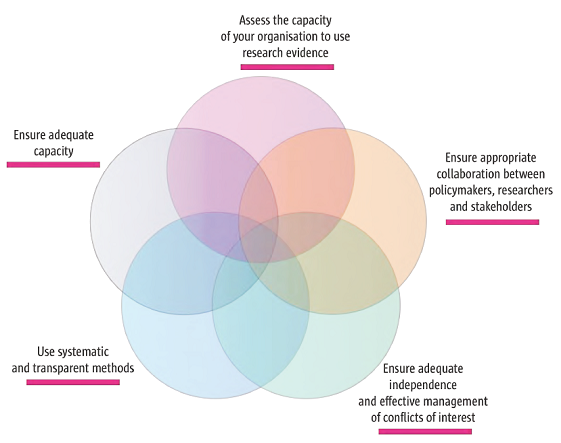 Assess the capacity
of your organisation to use
research evidence
Ensure adequate
capacity
Ensure appropriate
collaboration between
policymakers, researchers
and stakeholders
Use systematic
and transparent methods
Ensure adequate
independence
and effective management
of conflicts of interest